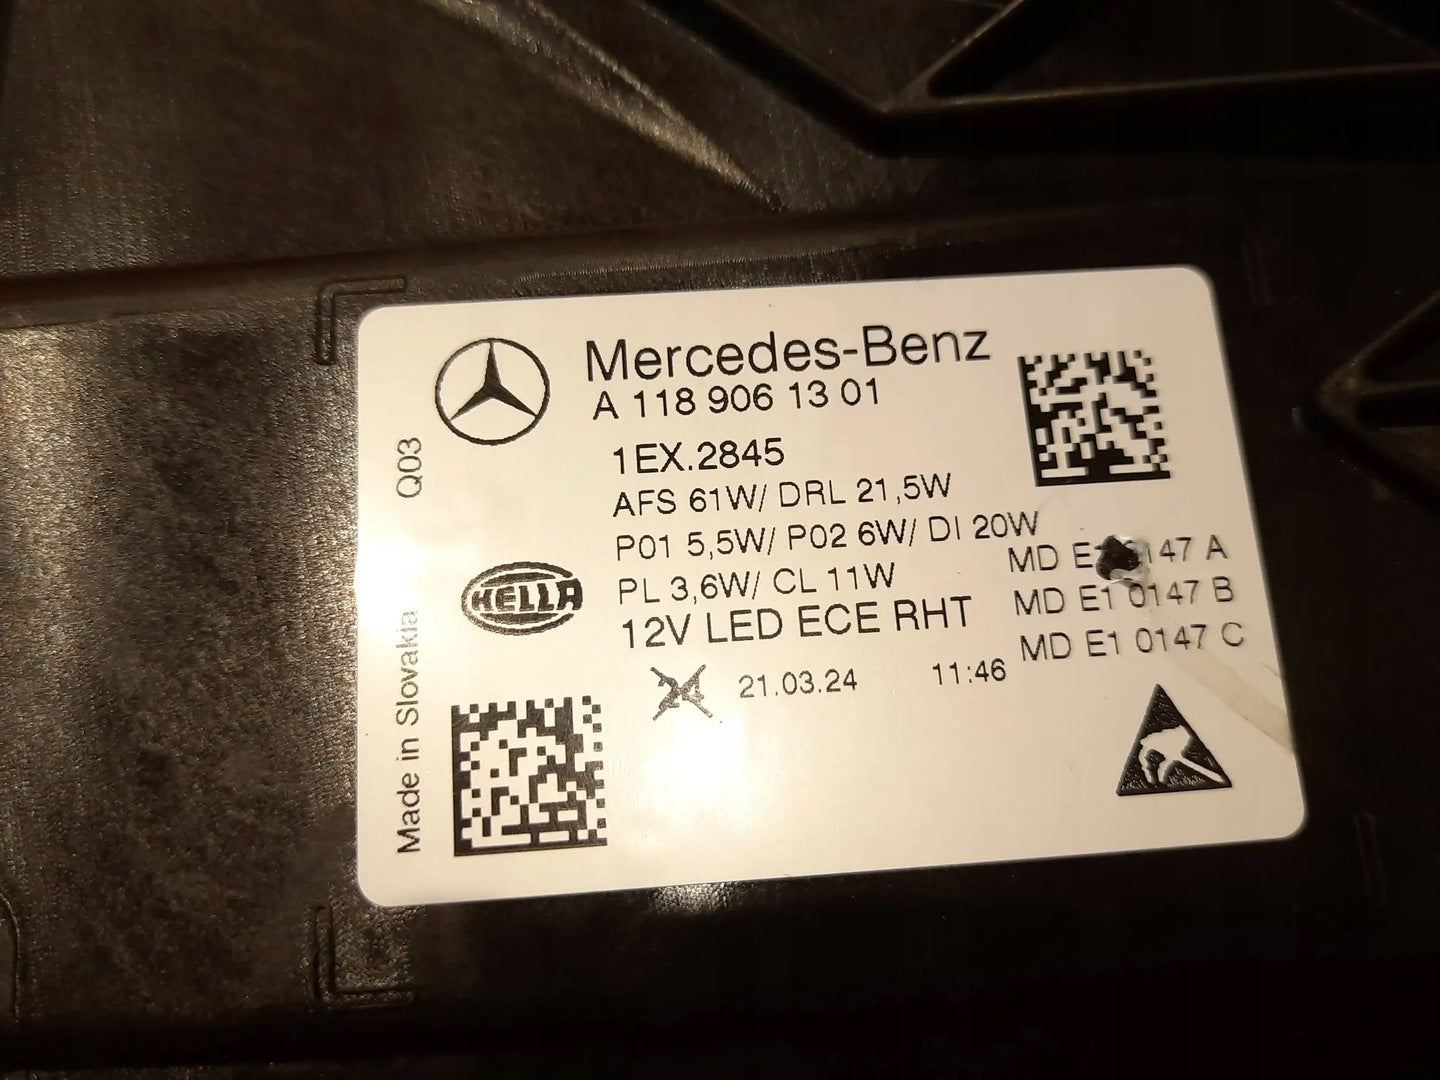 Mercedes-Benz
A 118 906 13 01
1EX.2845
AFS 61W/ DRL 21,5W
P01 5,5W/ P02 6W/ DI 20W
PL 3,6W/ CL 11W
12V LED ECE RHT
MD 147 A
MD E1 0147 B
MD E1 0147 C
21.03.24 11:46
HELLA
Q03
Made in Slovakia